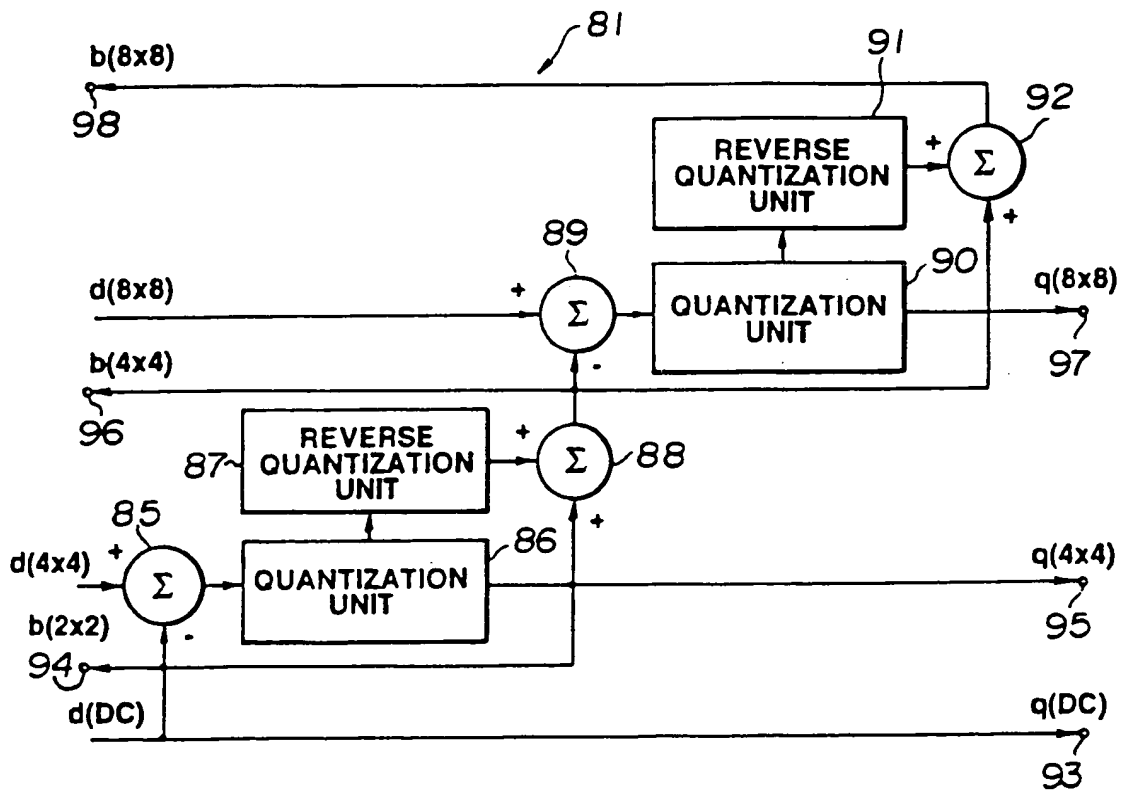 81
b(8x8)
98
91
92
REVERSE
QUANTIZATION
UNIT
+
Σ
+
89
90
d(8x8)
+
Σ
QUANTIZATION
UNIT
q(8x8)
97
-
b(4x4)
96
REVERSE
QUANTIZATION
UNIT
87
+
Σ
88
+
85
86
d(4x4)
+
Σ
QUANTIZATION
UNIT
q(4x4)
95
-
b(2x2)
94
d(DC)
q(DC)
93